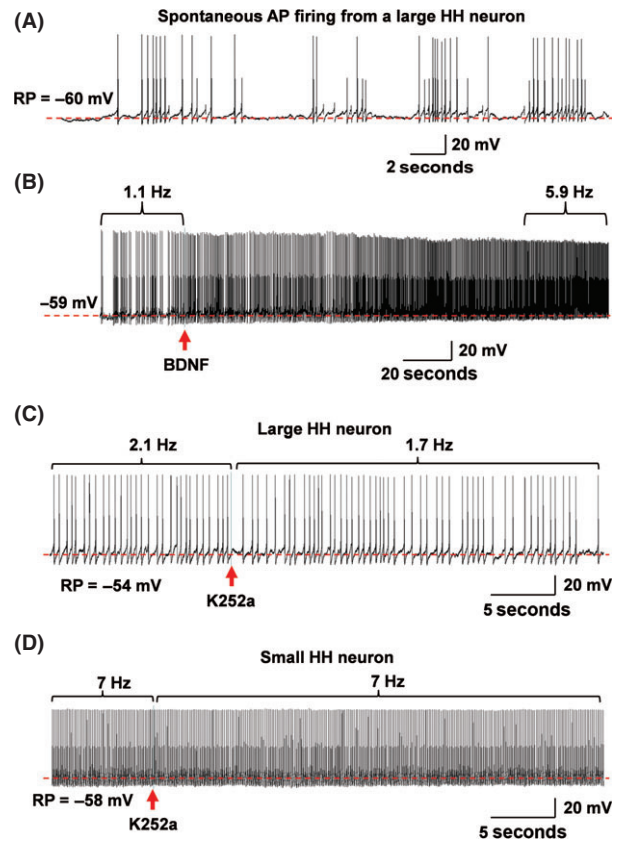 (A)
Spontaneous AP firing from a large HH neuron
RP = –60 mV
20 mV
2 seconds
(B)
1.1 Hz
5.9 Hz
–59 mV
BDNF
20 mV
20 seconds
(C)
Large HH neuron
2.1 Hz
1.7 Hz
RP = –54 mV
K252a
20 mV
5 seconds
(D)
Small HH neuron
7 Hz
7 Hz
RP = –58 mV
K252a
20 mV
5 seconds